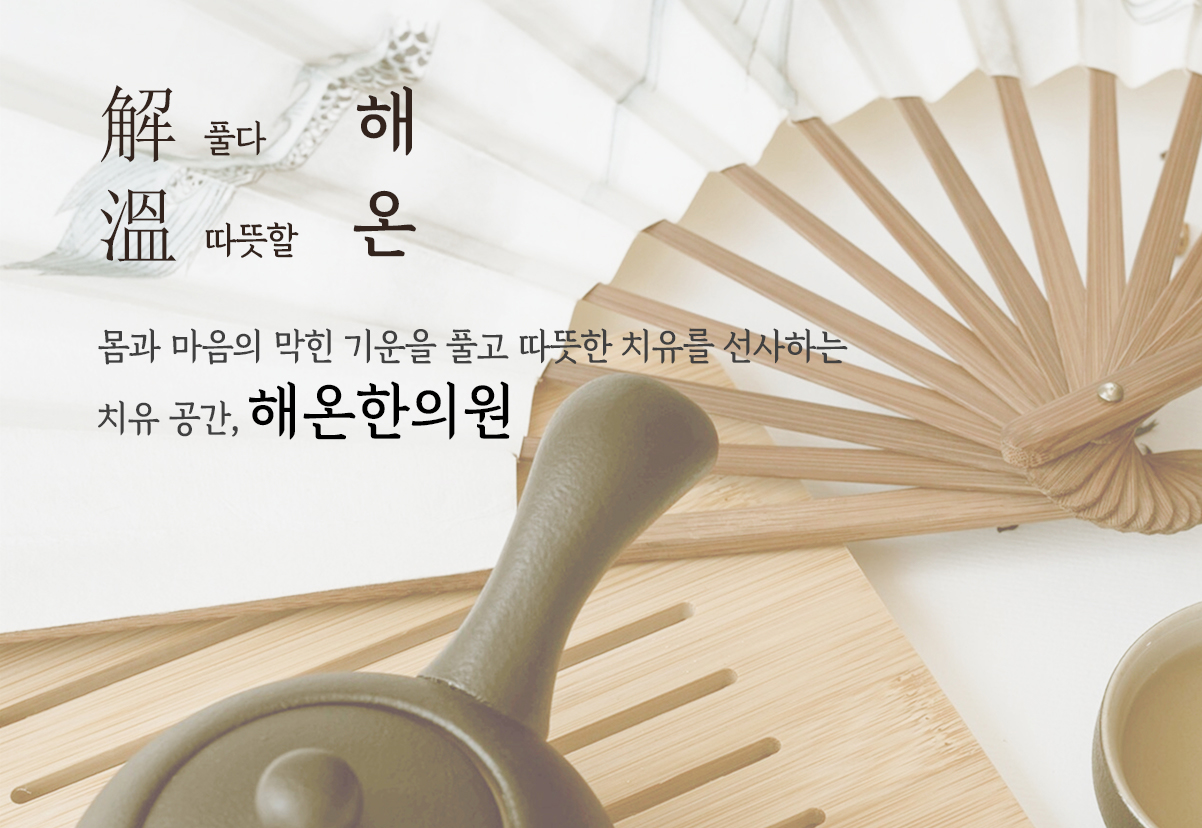 解 풀다 해
溫 따뜻할 온
몸과 마음의 막힌 기운을 풀고 따뜻한 치유를 선사하는
치유 공간, 해온한의원